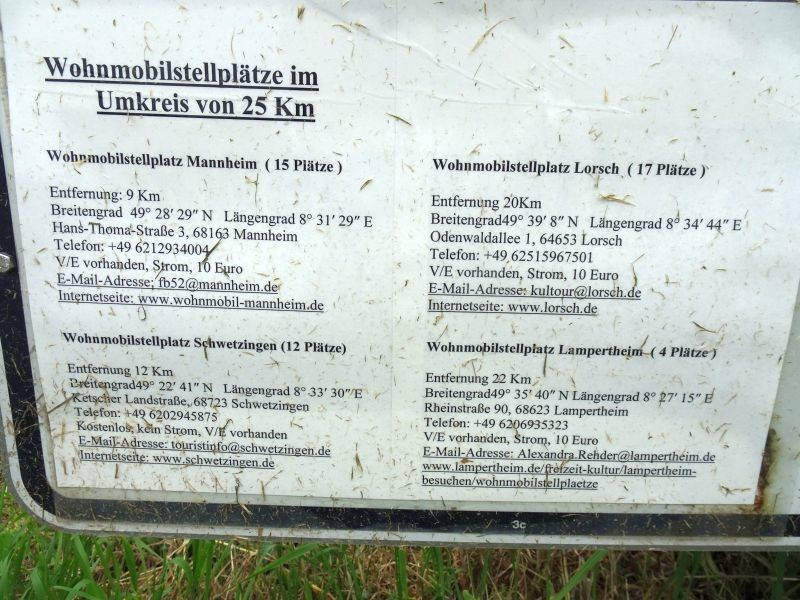 Wohnmobilstellplätze im
Umkreis von 25 Km
Wohnmobilstellplatz Mannheim ( 15 Plätze )
Entfernung: 9 Km
Breitengrad 49° 28′ 29″ N Längengrad 8° 31′ 29″ E
Hans-Thoma-Straße 3, 68163 Mannheim
Telefon: +49 6212934004
V/E vorhanden, Strom, 10 Euro
E-Mail-Adresse: fb52@mannheim.de
Internetseite: www.wohnmobil-mannheim.de
Wohnmobilstellplatz Schwetzingen (12 Plätze)
Entfernung 12 Km
Breitengrad49° 22′ 41″ N Längengrad 8° 33′ 30″ E
Ketscher Landstraße, 68723 Schwetzingen
Telefon: +49 6202945875
Kostenlos, kein Strom, V/E vorhanden
E-Mail-Adresse: touristinfo@schwetzingen.de
Internetseite: www.schwetzingen.de
Wohnmobilstellplatz Lorsch ( 17 Plätze )
Entfernung 20Km
Breitengrad49° 39′ 8″ N Längengrad 8° 34′ 44″ E
Odenwaldallee 1, 64653 Lorsch
Telefon: +49 62515967501
V/E vorhanden, Strom, 10 Euro
E-Mail-Adresse: kultour@lorsch.de
Internetseite: www.lorsch.de
Wohnmobilstellplatz Lampertheim ( 4 Plätze )
Entfernung 22 Km
Breitengrad49° 35′ 40″ N Längengrad 8° 27′ 15″ E
Rheinstraße 90, 68623 Lampertheim
Telefon: +49 6206935323
V/E vorhanden, Strom, 10 Euro
E-Mail-Adresse: Alexandra.Rehder@lampertheim.de
www.lampertheim.de/freizeit-kultur/lampertheim-
besuchen/wohnmobilstellplaetze
3c